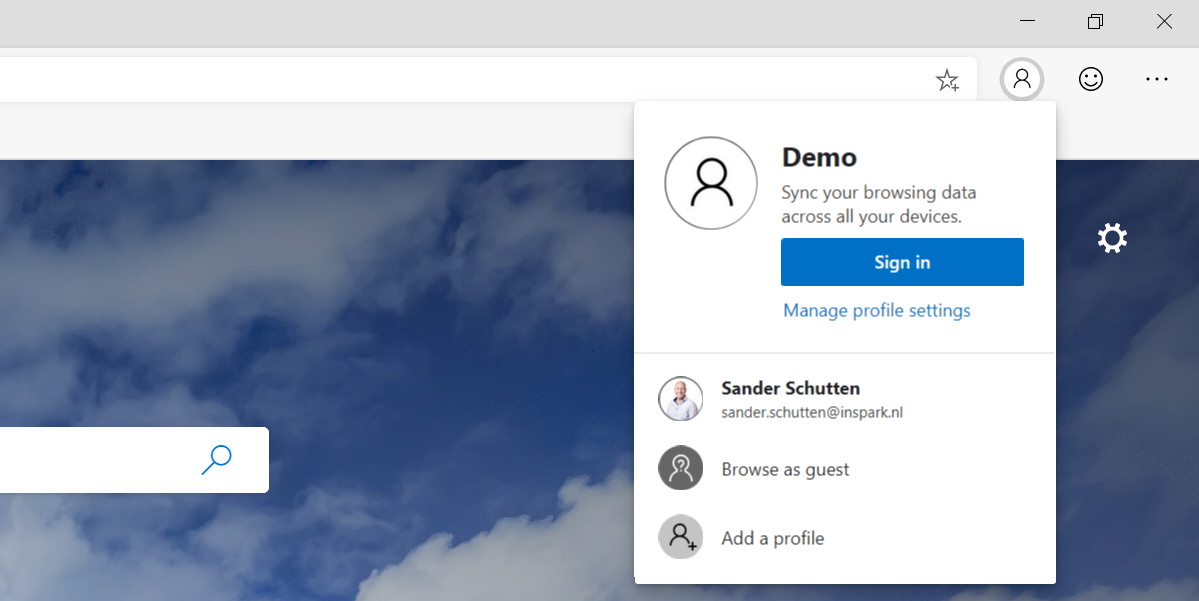 Demo
Sync your browsing data
across all your devices.
Sign in
Manage profile settings
Sander Schutten
sander.schutten@inspark.nl
Browse as guest
Add a profile